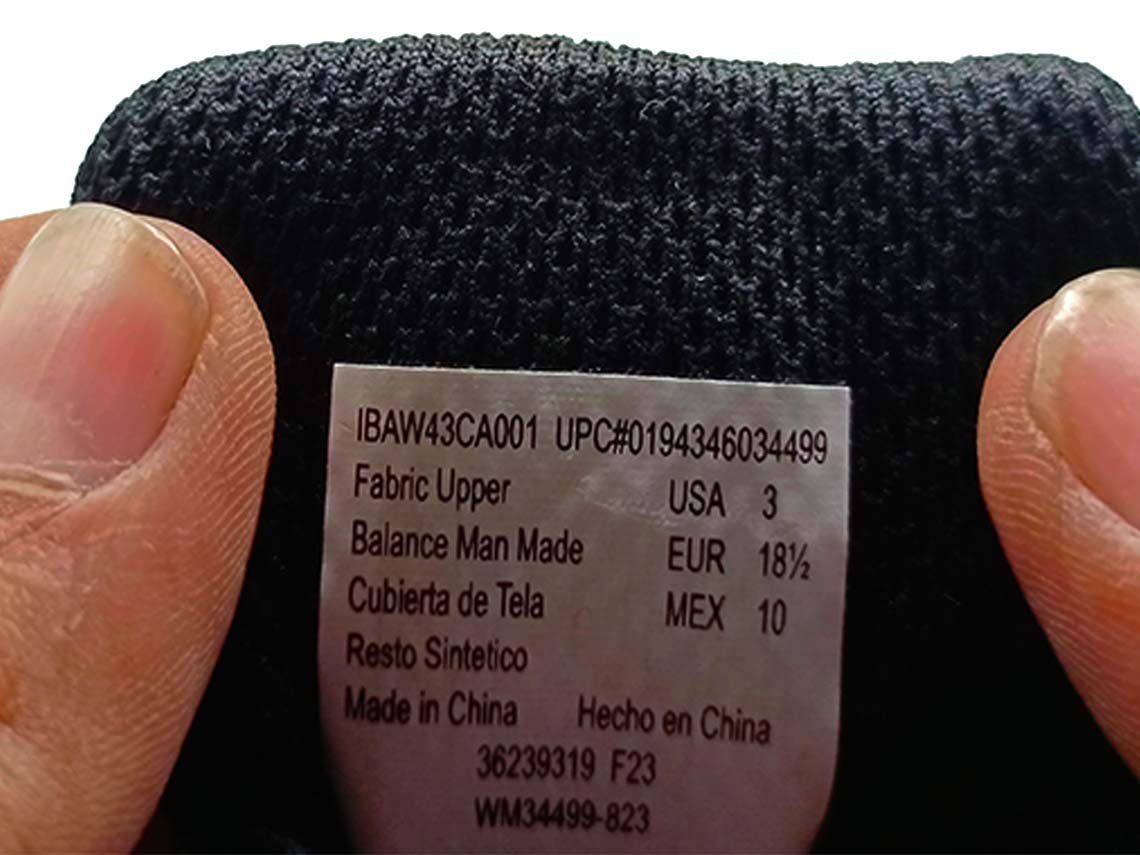 IBAW43CA001 UPC#0194346034499
Fabric Upper USA 3
Balance Man Made EUR 18½
Cubierta de Tela MEX 10
Resto Sintetico
Made in China Hecho en China
36239319 F23
WM34499-823